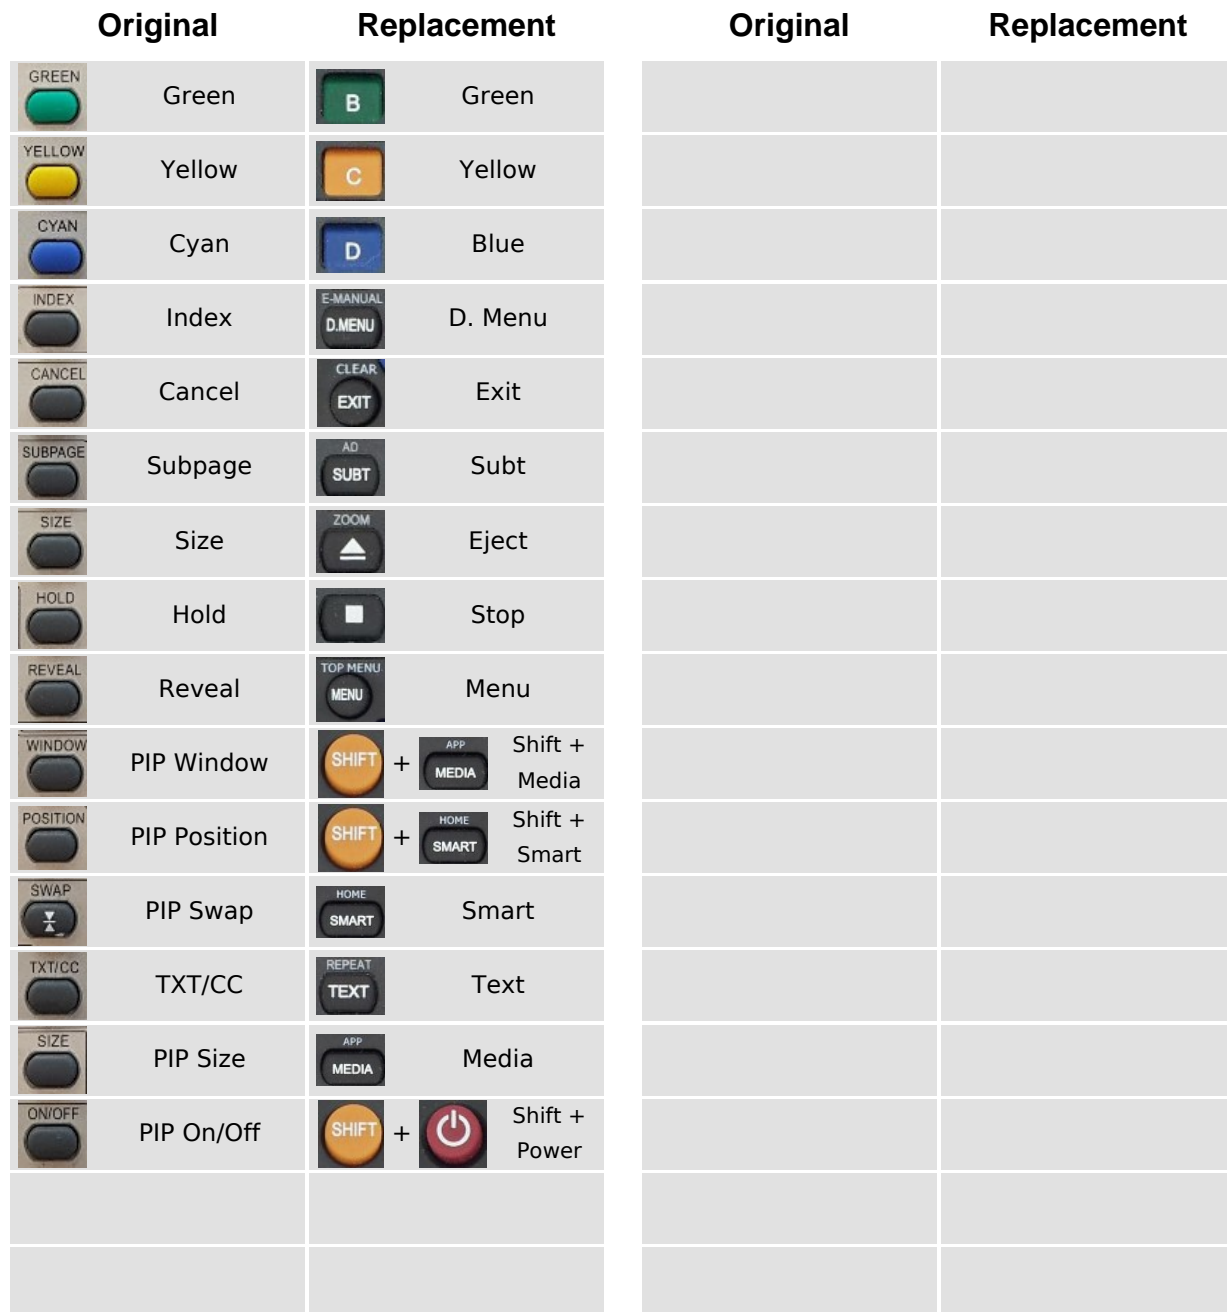 Original Replacement Original Replacement
GREEN Green B Green
YELLOW Yellow C Yellow
CYAN Cyan D Blue
INDEX Index E-MANUAL D.MENU D. Menu
CANCEL Cancel CLEAR EXIT Exit
SUBPAGE Subpage AD SUBT Subt
SIZE Size ZOOM Eject
HOLD Hold Stop
REVEAL Reveal TOP MENU MENU Menu
WINDOW PIP Window SHIFT + APP MEDIA Shift +
Media
POSITION PIP Position SHIFT + HOME SMART Shift +
Smart
SWAP PIP Swap HOME SMART Smart
TXT/CC TXT/CC REPEAT TEXT Text
SIZE PIP Size APP MEDIA Media
ON/OFF PIP On/Off SHIFT + Shift +
Power